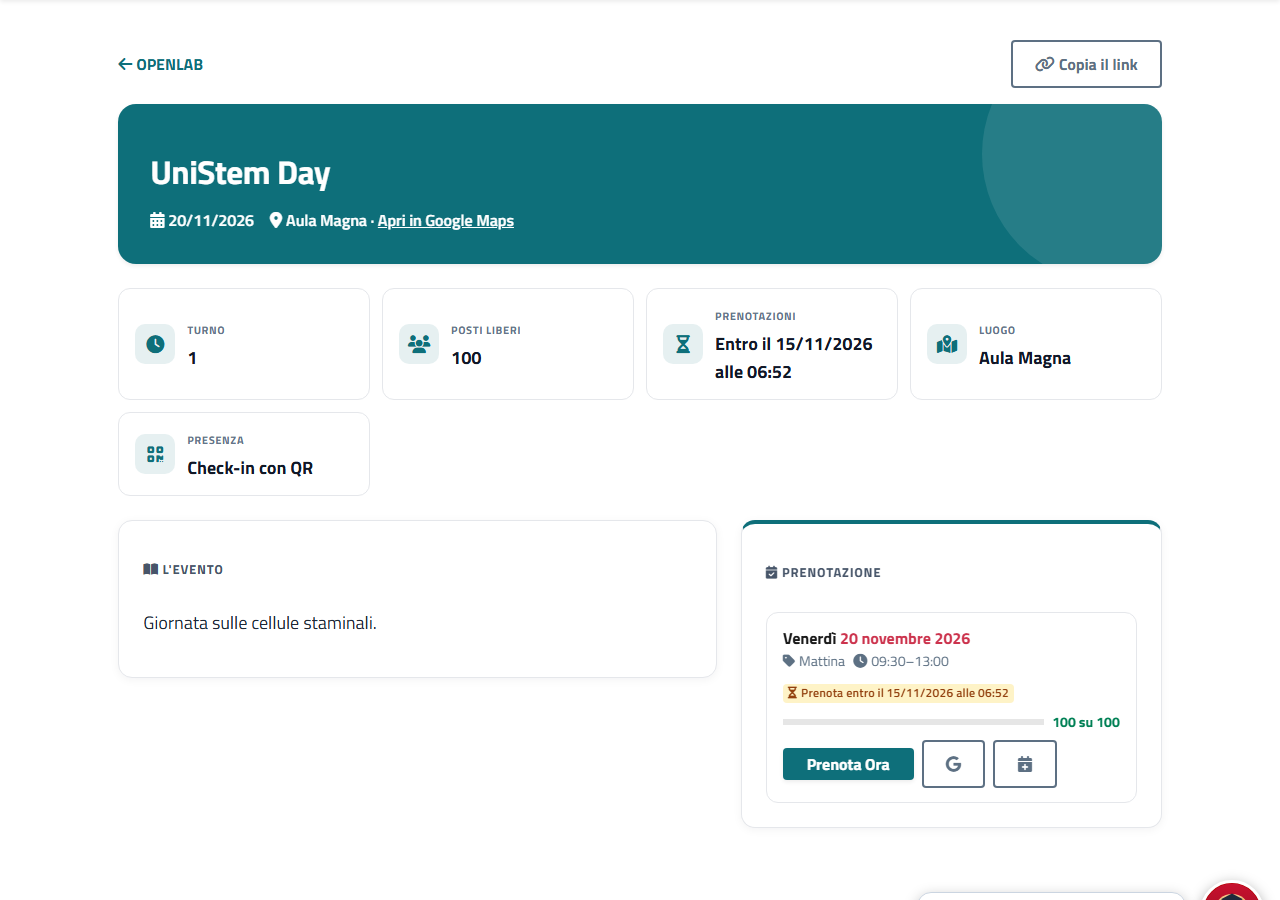 OPENLAB
Copia il link
UniStem Day
20/11/2026 Aula Magna · Apri in Google Maps
TURNO
1
POSTI LIBERI
100
PRENOTAZIONI
Entro il 15/11/2026
alle 06:52
LUOGO
Aula Magna
PRESENZA
Check-in con QR
L'EVENTO
Giornata sulle cellule staminali.
PRENOTAZIONE
Venerdì 20 novembre 2026
Mattina 09:30–13:00
Prenota entro il 15/11/2026 alle 06:52
100 su 100
Prenota Ora
G